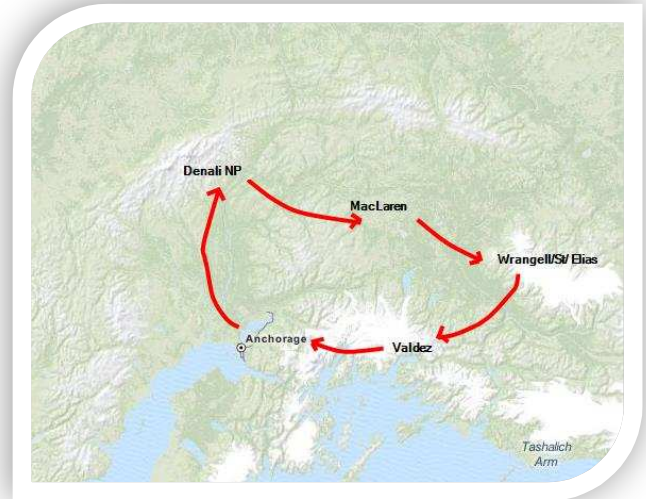 Denali NP
MacLaren
Wrangell/St/ Elias
Anchorage
Valdez
Tashalich
Arm